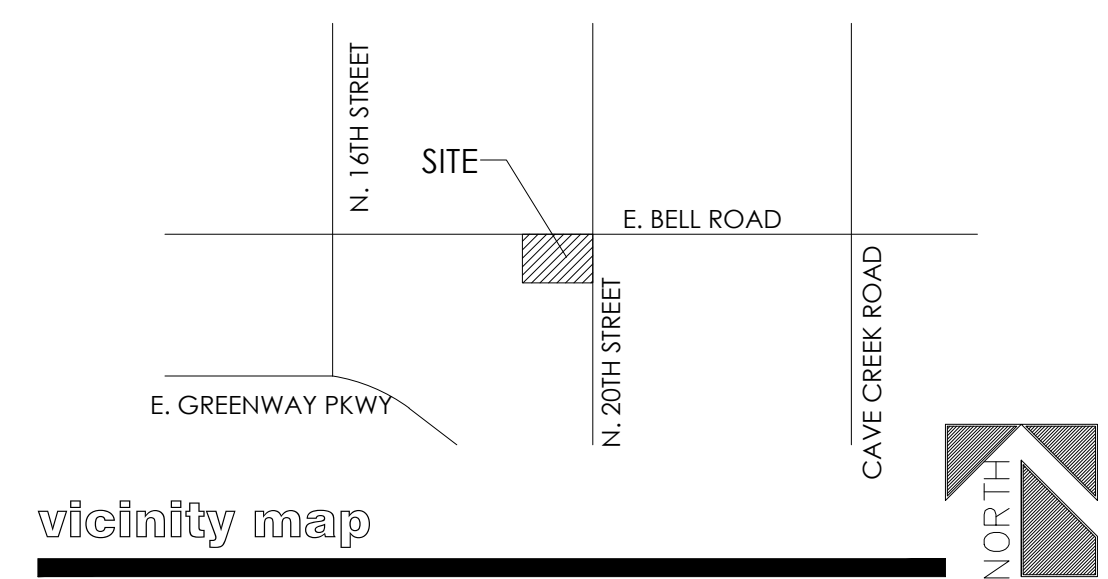 N. 16TH STREET
SITE
E. BELL ROAD
N. 20TH STREET
CAVE CREEK ROAD
E. GREENWAY PKWY
vicinity map
NORTH